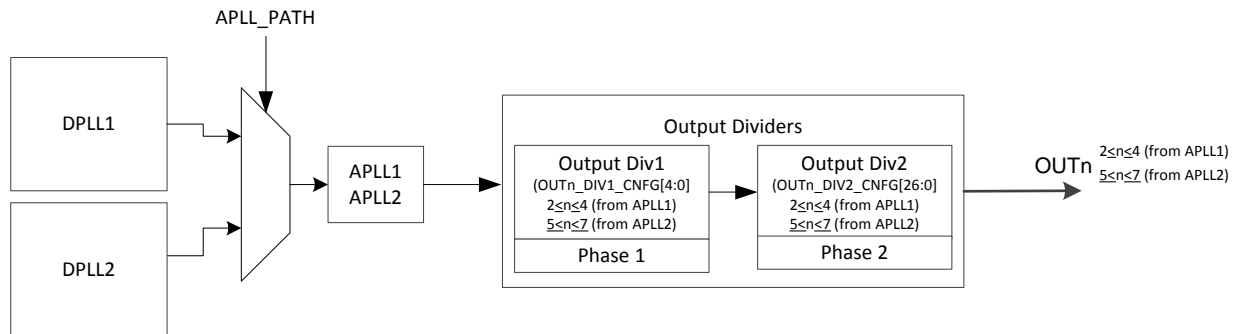 APLL_PATH
DPLL1
DPLL2
APLL1
APLL2
Output Dividers
Output Div1
(OUTn_DIV1_CNFG[4:0]
2≤n≤4 (from APLL1)
5≤n≤7 (from APLL2)
Phase 1
Output Div2
(OUTn_DIV2_CNFG[26:0]
2≤n≤4 (from APLL1)
5≤n≤7 (from APLL2)
Phase 2
OUTn
2≤n≤4 (from APLL1)
5≤n≤7 (from APLL2)